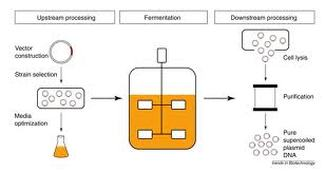 Upstream processing
Fermentation
Downstream processing
Vector
construction
Strain selection
Media
optimization
Cell lysis
Purification
Pure
supercoiled
plasmid
DNA
trends in Biotechnology